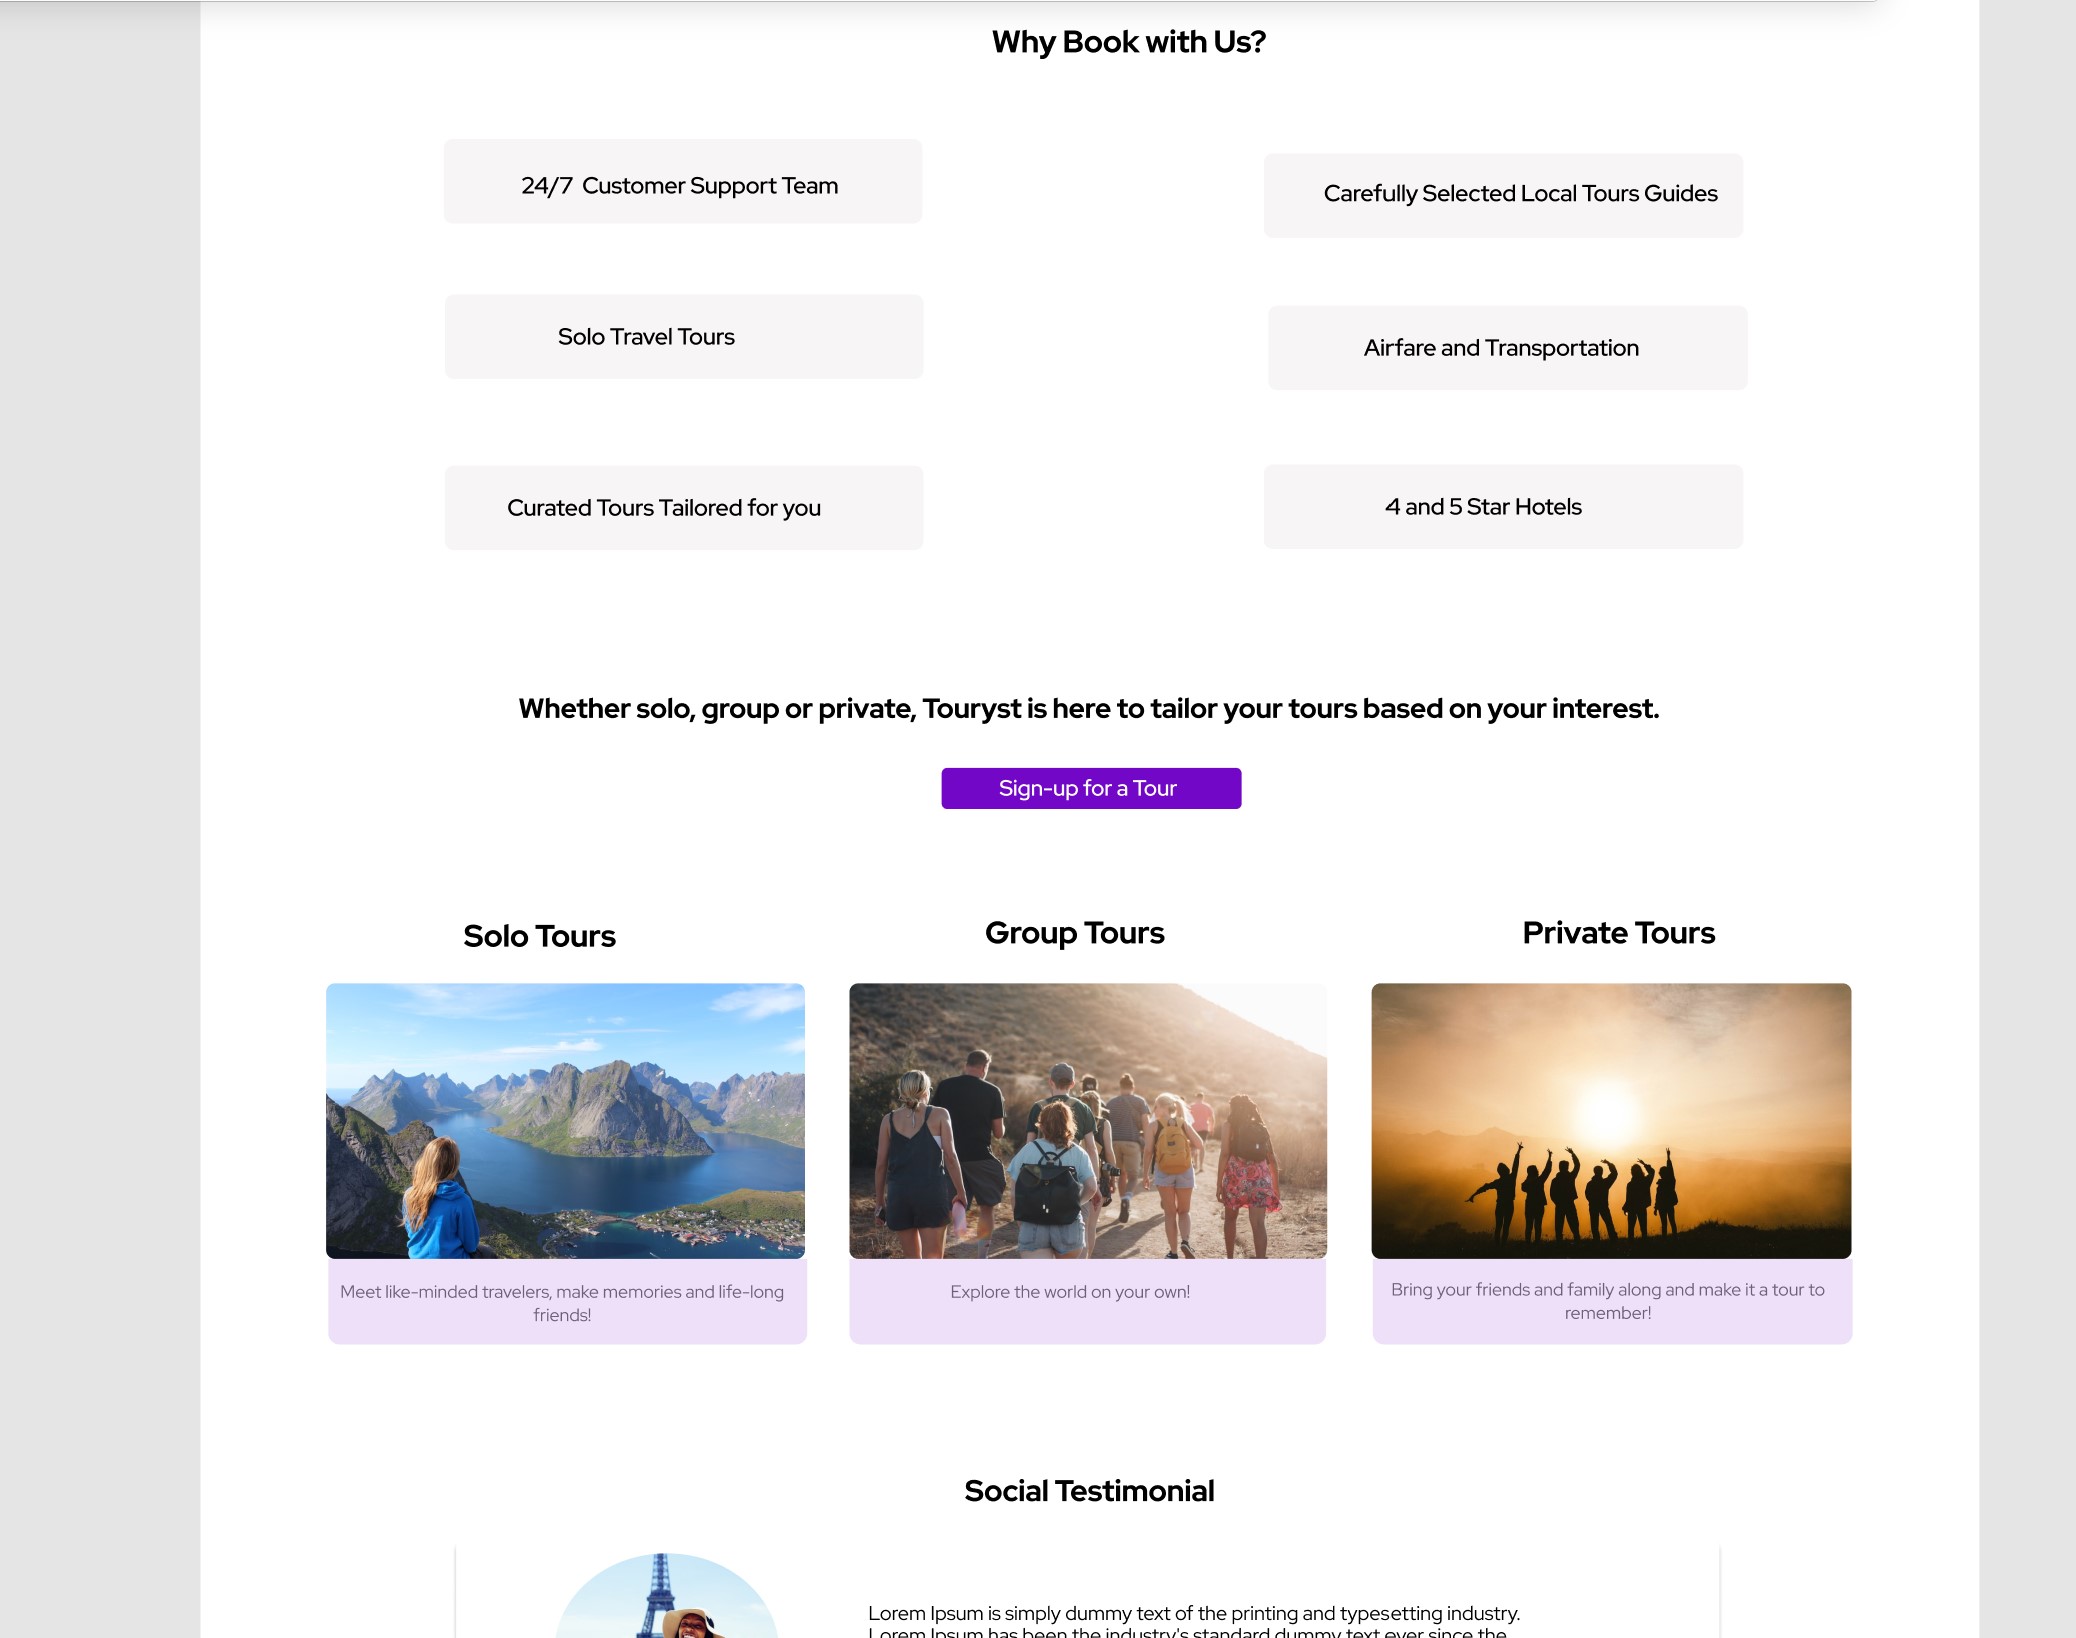 Why Book with Us?
24/7  Customer Support Team
Carefully Selected Local Tours Guides
Solo Travel Tours
Airfare and Transportation
Curated Tours Tailored for you
4 and 5 Star Hotels
Whether solo, group or private, Touryst is here to tailor your tours based on your interest.
Sign-up for a Tour
Solo Tours
Group Tours
Private Tours
Meet like-minded travelers, make memories and life-long
friends!
Explore the world on your own!
Bring your friends and family along and make it a tour to
remember!
Social Testimonial
Lorem Ipsum is simply dummy text of the printing and typesetting industry.
Lorem Ipsum has been the industry's standard dummy text ever since the